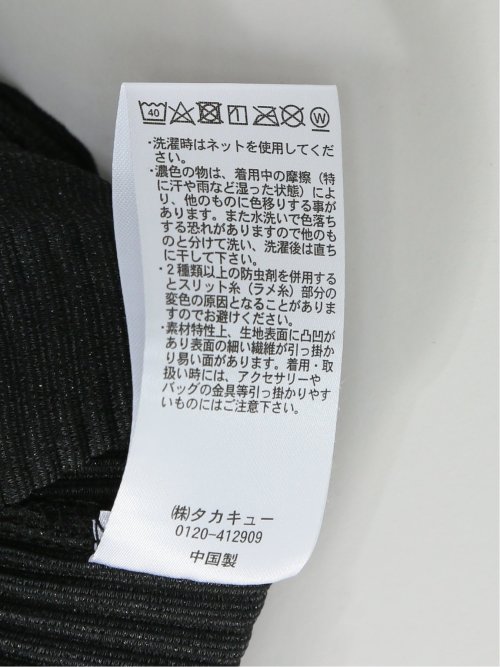 40 W
・洗濯時はネットを使用してくだ
さい。
・濃色の物は、着用中の摩擦（特
に汗や雨など湿った状態）によ
り、他のものに色移りする事が
あります。また水洗いで色落ち
する恐れがありますので他のも
のと分けて洗い、洗濯後は直ち
に干して下さい。
・2種類以上の防虫剤を併用する
とスリット糸（ラメ糸）部分の
変色の原因となることがありま
すのでお避けください。
・素材特性上、生地表面に凸凹が
あり表面の細い繊維が引っ掛か
り易い面があります。着用・取
扱い時には、アクセサリーや
バッグの金具等引っ掛かりやす
いものにはご注意下さい。
(株)タカキュー
0120-412909
中国製